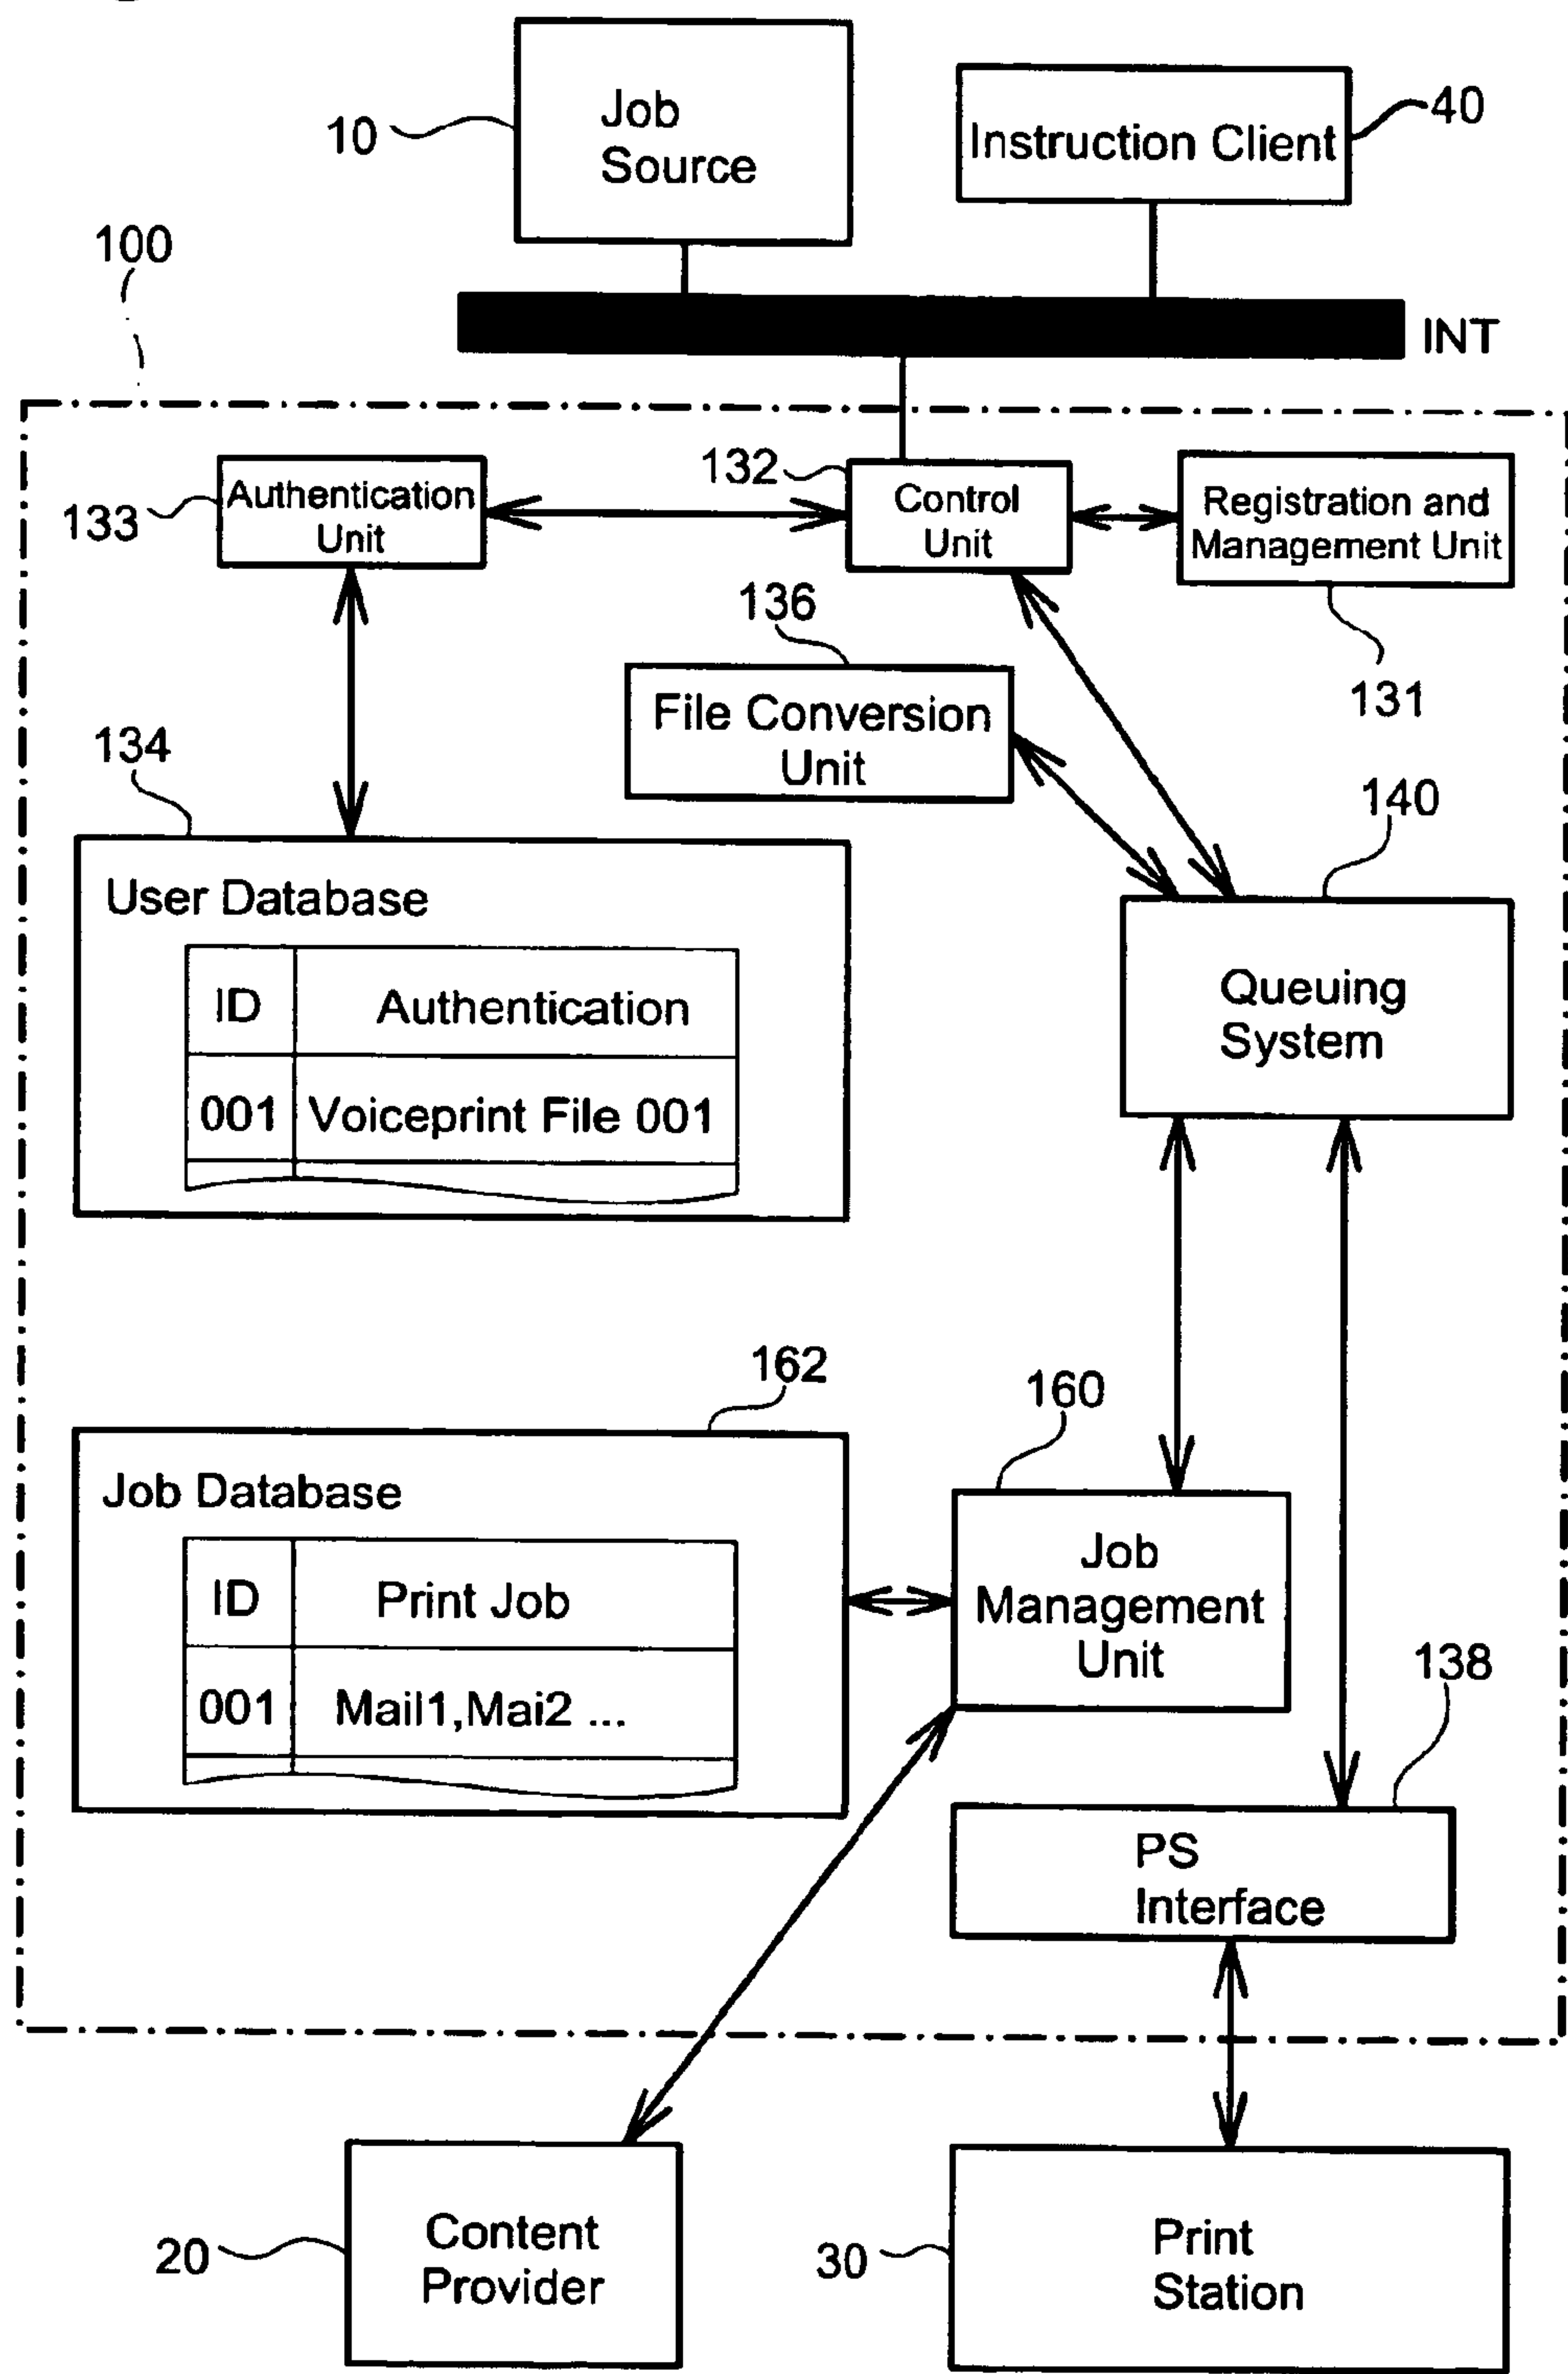 Job
Source
10
Instruction Client
40
100
INT
132
133
Authentication
Unit
Control
Unit
Registration and
Management Unit
136
131
File Conversion
Unit
134
140
User Database
ID Authentication
001 Voiceprint File 001
Queuing
System
162
160
Job Database
ID Print Job
001 Mail1,Mai2 ...
Job
Management
Unit
138
PS
Interface
20
Content
Provider
30
Print
Station